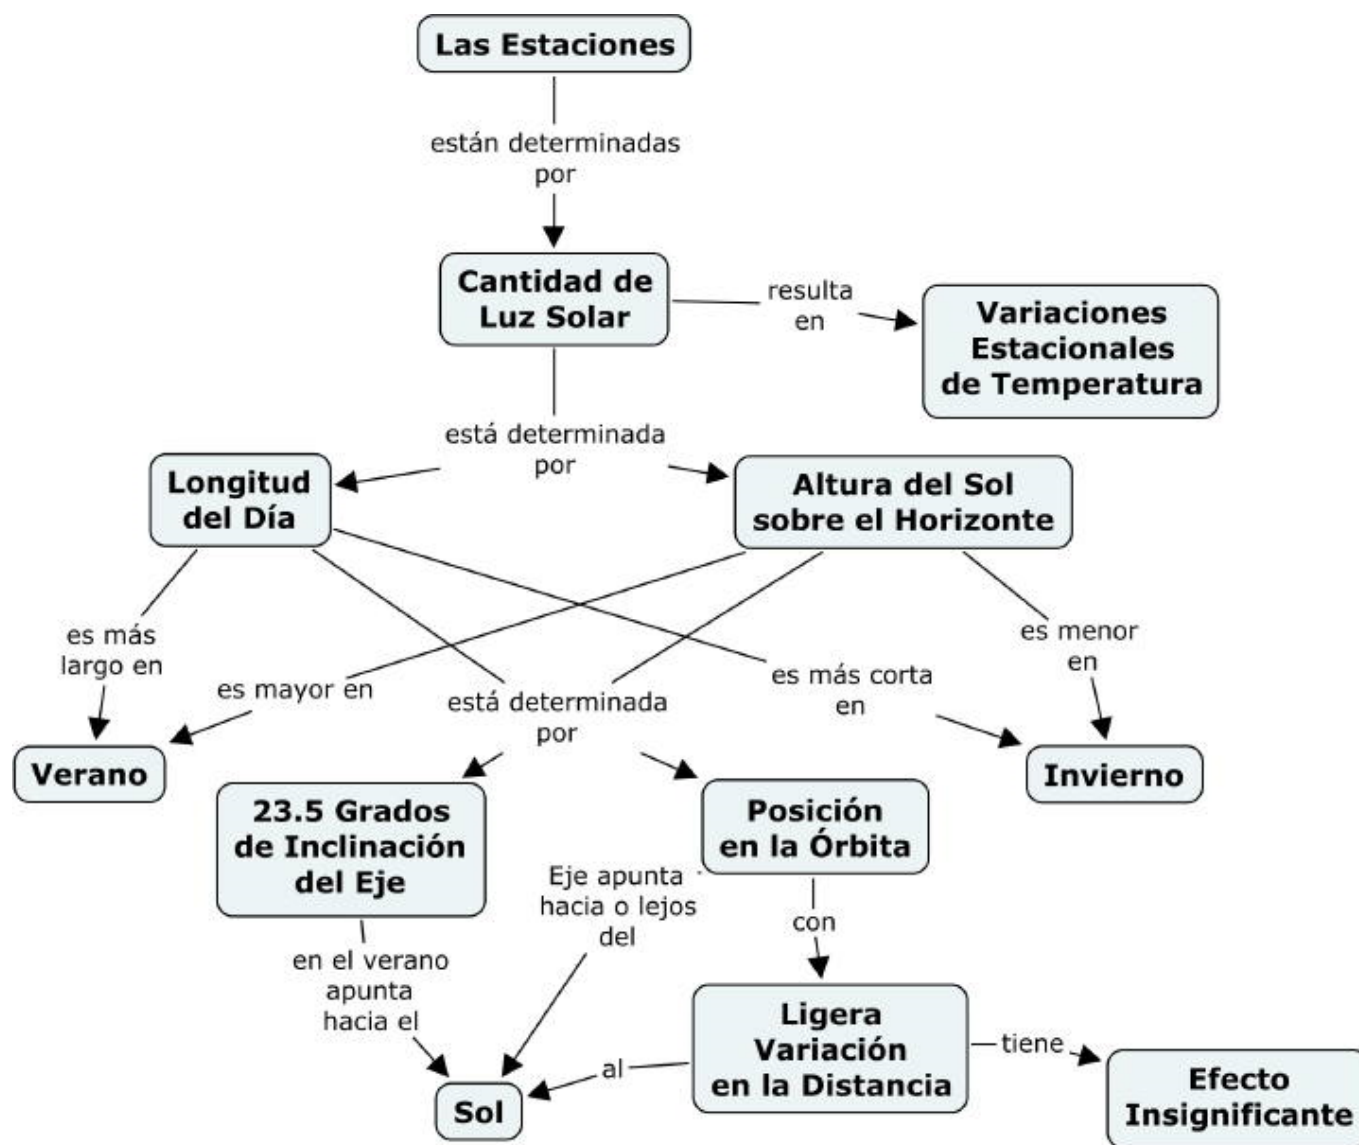 Las Estaciones
están determinadas
por
Cantidad de
Luz Solar
resulta
en
Variaciones
Estacionales
de Temperatura
está determinada
por
Longitud
del Día
Altura del Sol
sobre el Horizonte
es más
largo en
es mayor en
está determinada
por
es más corta
en
es menor
en
Verano
Invierno
23.5 Grados
de Inclinación
del Eje
Posición
en la Órbita
Eje apunta
hacia o lejos
del
con
en el verano
apunta
hacia el
Ligera
Variación
en la Distancia
tiene
al
Sol
Efecto
Insignificante